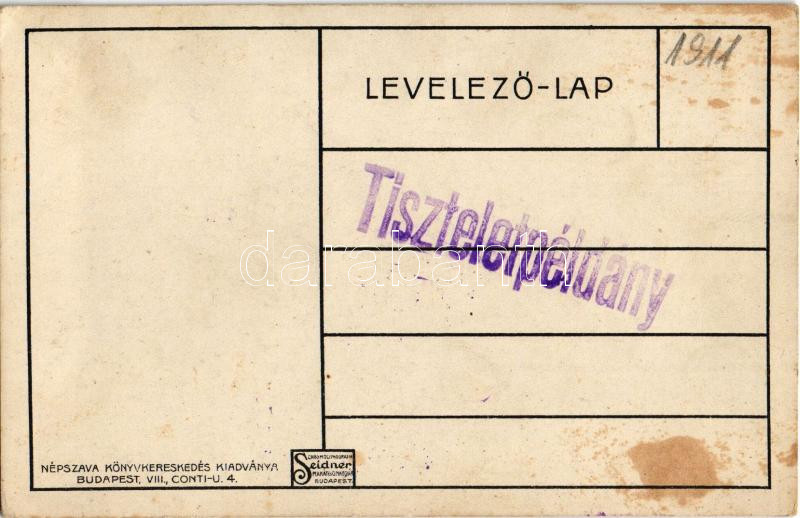 1911
LEVELEZŐ-LAP
Tiszteletpéldány
NÉPSZAVA KÖNYVKERESKEDÉS KIADVÁNYA
BUDAPEST, VIII., CONTI-U. 4.
Seidner
BUDAPEST.